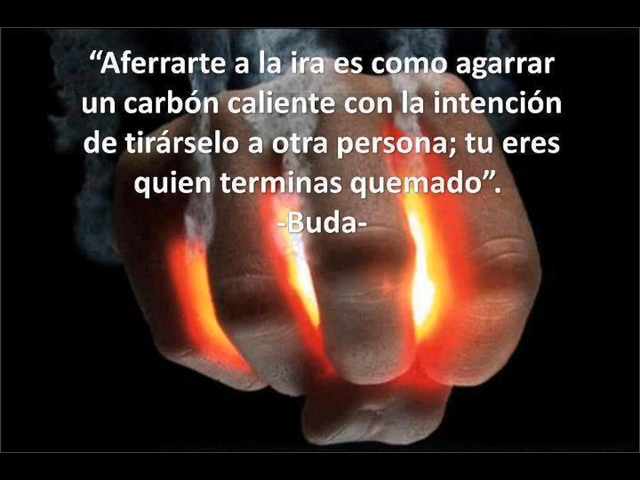 “Aferrarte a la ira es como agarrar
un carbón caliente con la intención
de tirárselo a otra persona; tu eres
quien terminas quemado”.
-Buda-